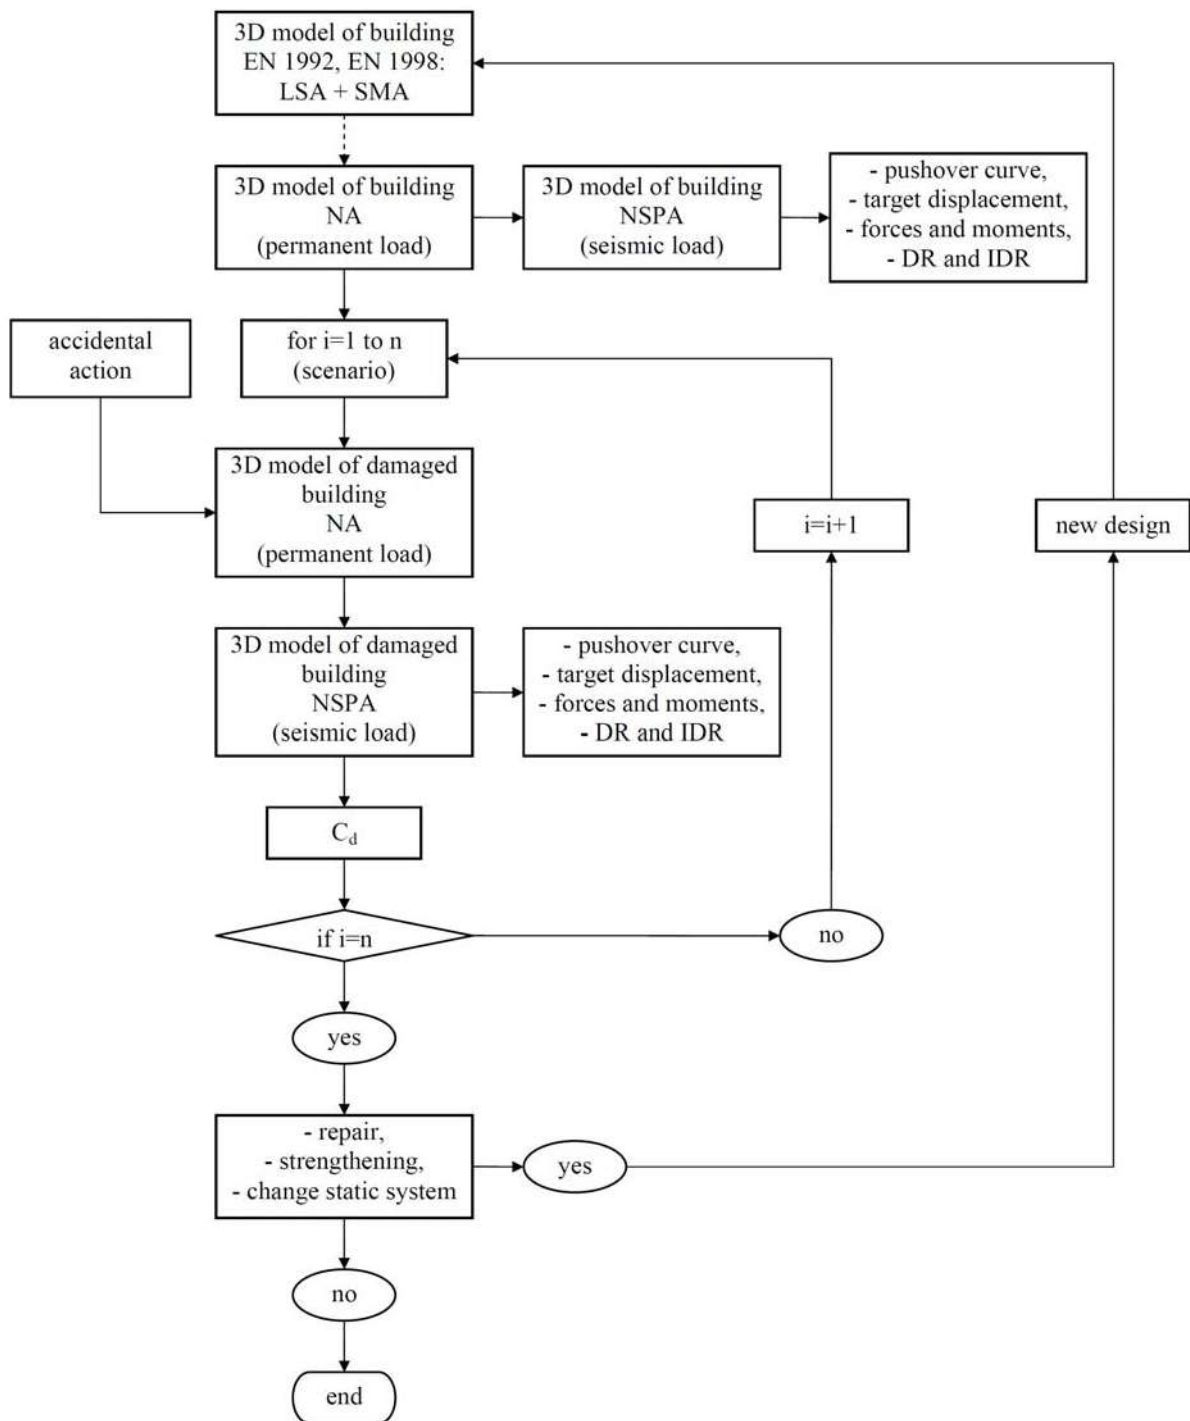 3D model of building
EN 1992, EN 1998:
LSA + SMA
3D model of building
NA
(permanent load)
3D model of building
NSPA
(seismic load)
- pushover curve,
- target displacement,
- forces and moments,
- DR and IDR
accidental
action
for i=1 to n
(scenario)
3D model of damaged
building
NA
(permanent load)
i=i+1
new design
3D model of damaged
building
NSPA
(seismic load)
- pushover curve,
- target displacement,
- forces and moments,
- DR and IDR
C_d
if i=n
no
yes
- repair,
- strengthening,
- change static system
yes
no
end